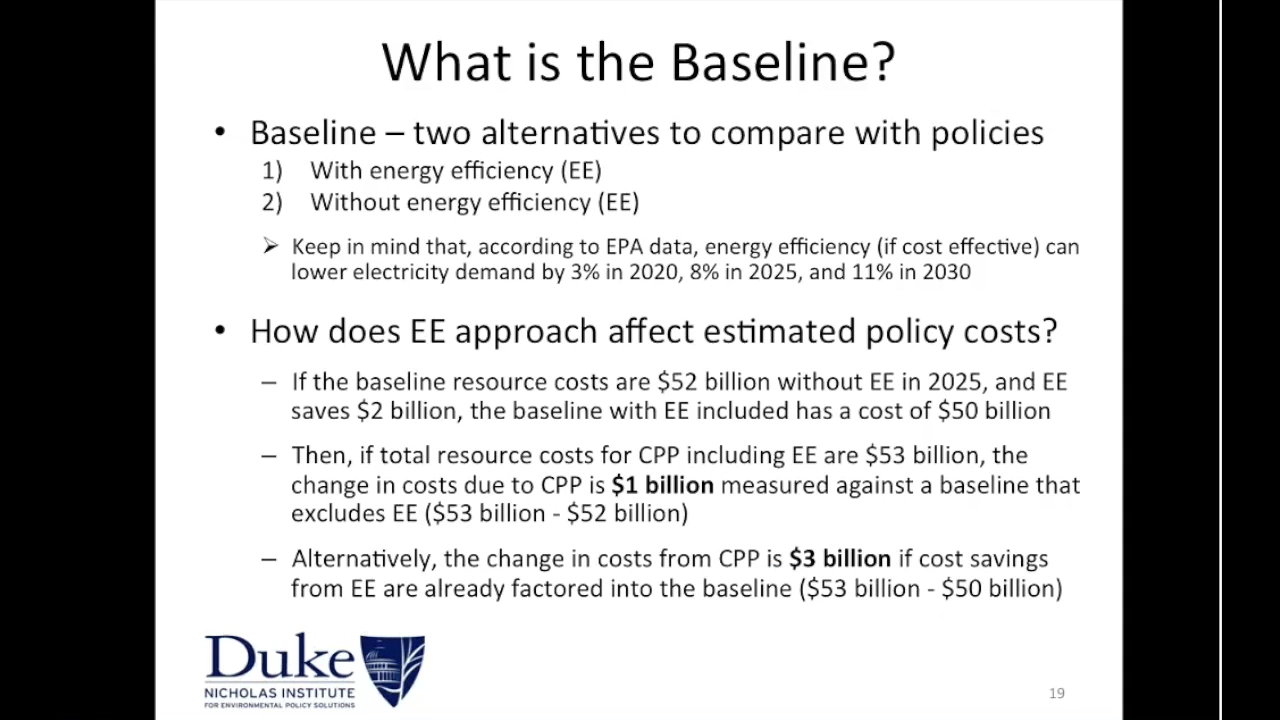 What is the Baseline?
• Baseline – two alternatives to compare with policies
1) With energy efficiency (EE)
2) Without energy efficiency (EE)
➢ Keep in mind that, according to EPA data, energy efficiency (if cost effective) can
lower electricity demand by 3% in 2020, 8% in 2025, and 11% in 2030
• How does EE approach affect estimated policy costs?
– If the baseline resource costs are $52 billion without EE in 2025, and EE
saves $2 billion, the baseline with EE included has a cost of $50 billion
– Then, if total resource costs for CPP including EE are $53 billion, the
change in costs due to CPP is $1 billion measured against a baseline that
excludes EE ($53 billion - $52 billion)
– Alternatively, the change in costs from CPP is $3 billion if cost savings
from EE are already factored into the baseline ($53 billion - $50 billion)
Duke
NICHOLAS INSTITUTE
FOR ENVIRONMENTAL POLICY SOLUTIONS
19